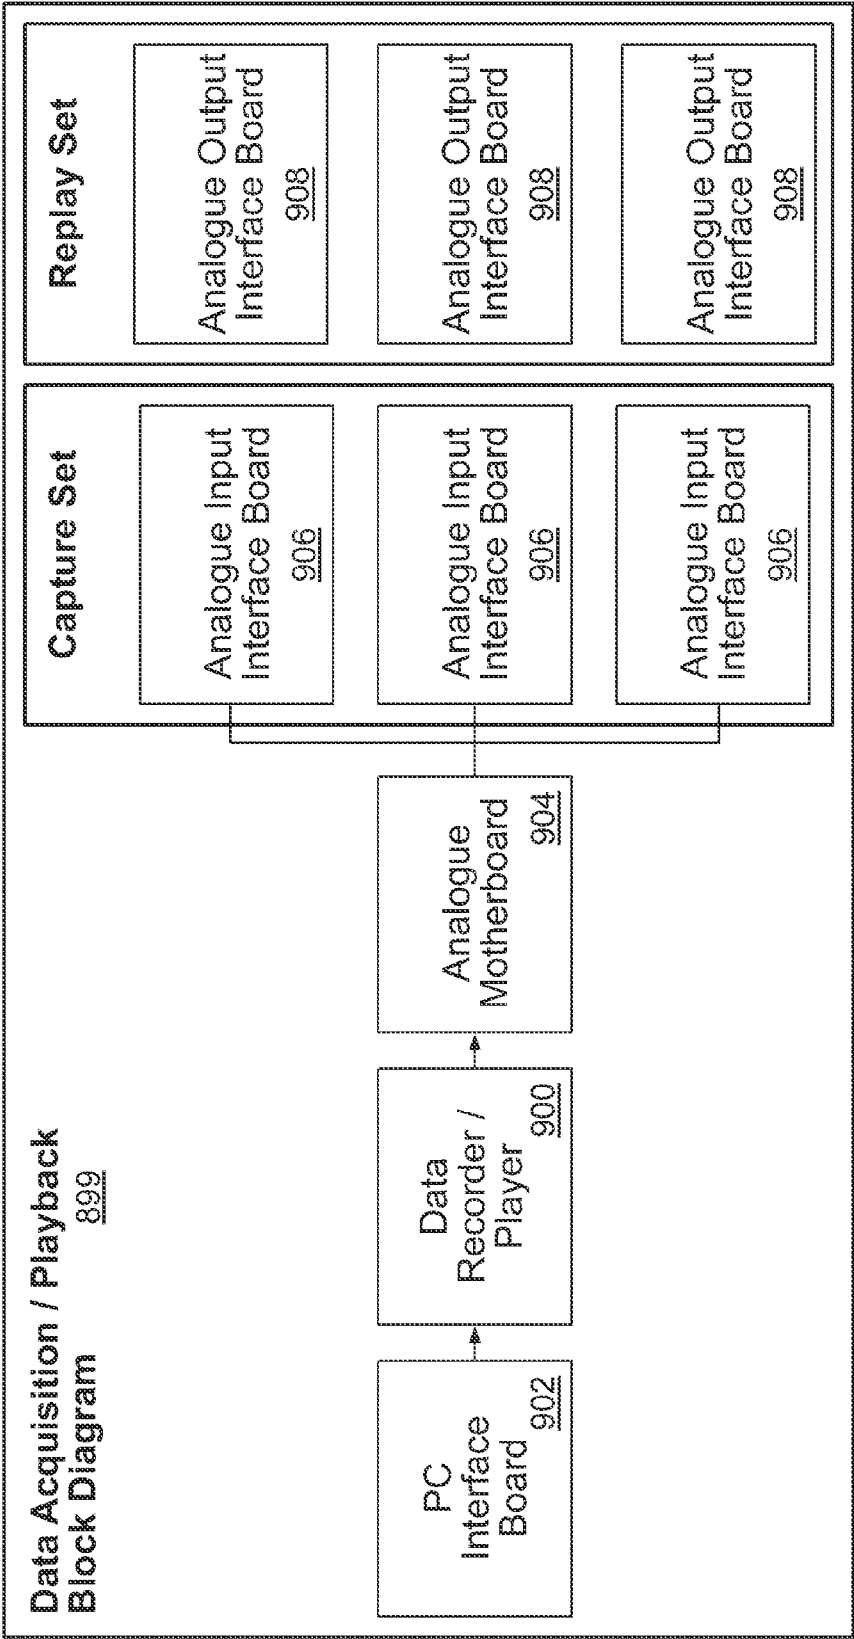 Data Acquisition / Playback
Block Diagram
899
PC
Interface
Board
902
Data
Recorder /
Player
900
Analogue
Motherboard
904
Capture Set
Analogue Input
Interface Board
906
Analogue Input
Interface Board
906
Analogue Input
Interface Board
906
Replay Set
Analogue Output
Interface Board
908
Analogue Output
Interface Board
908
Analogue Output
Interface Board
908